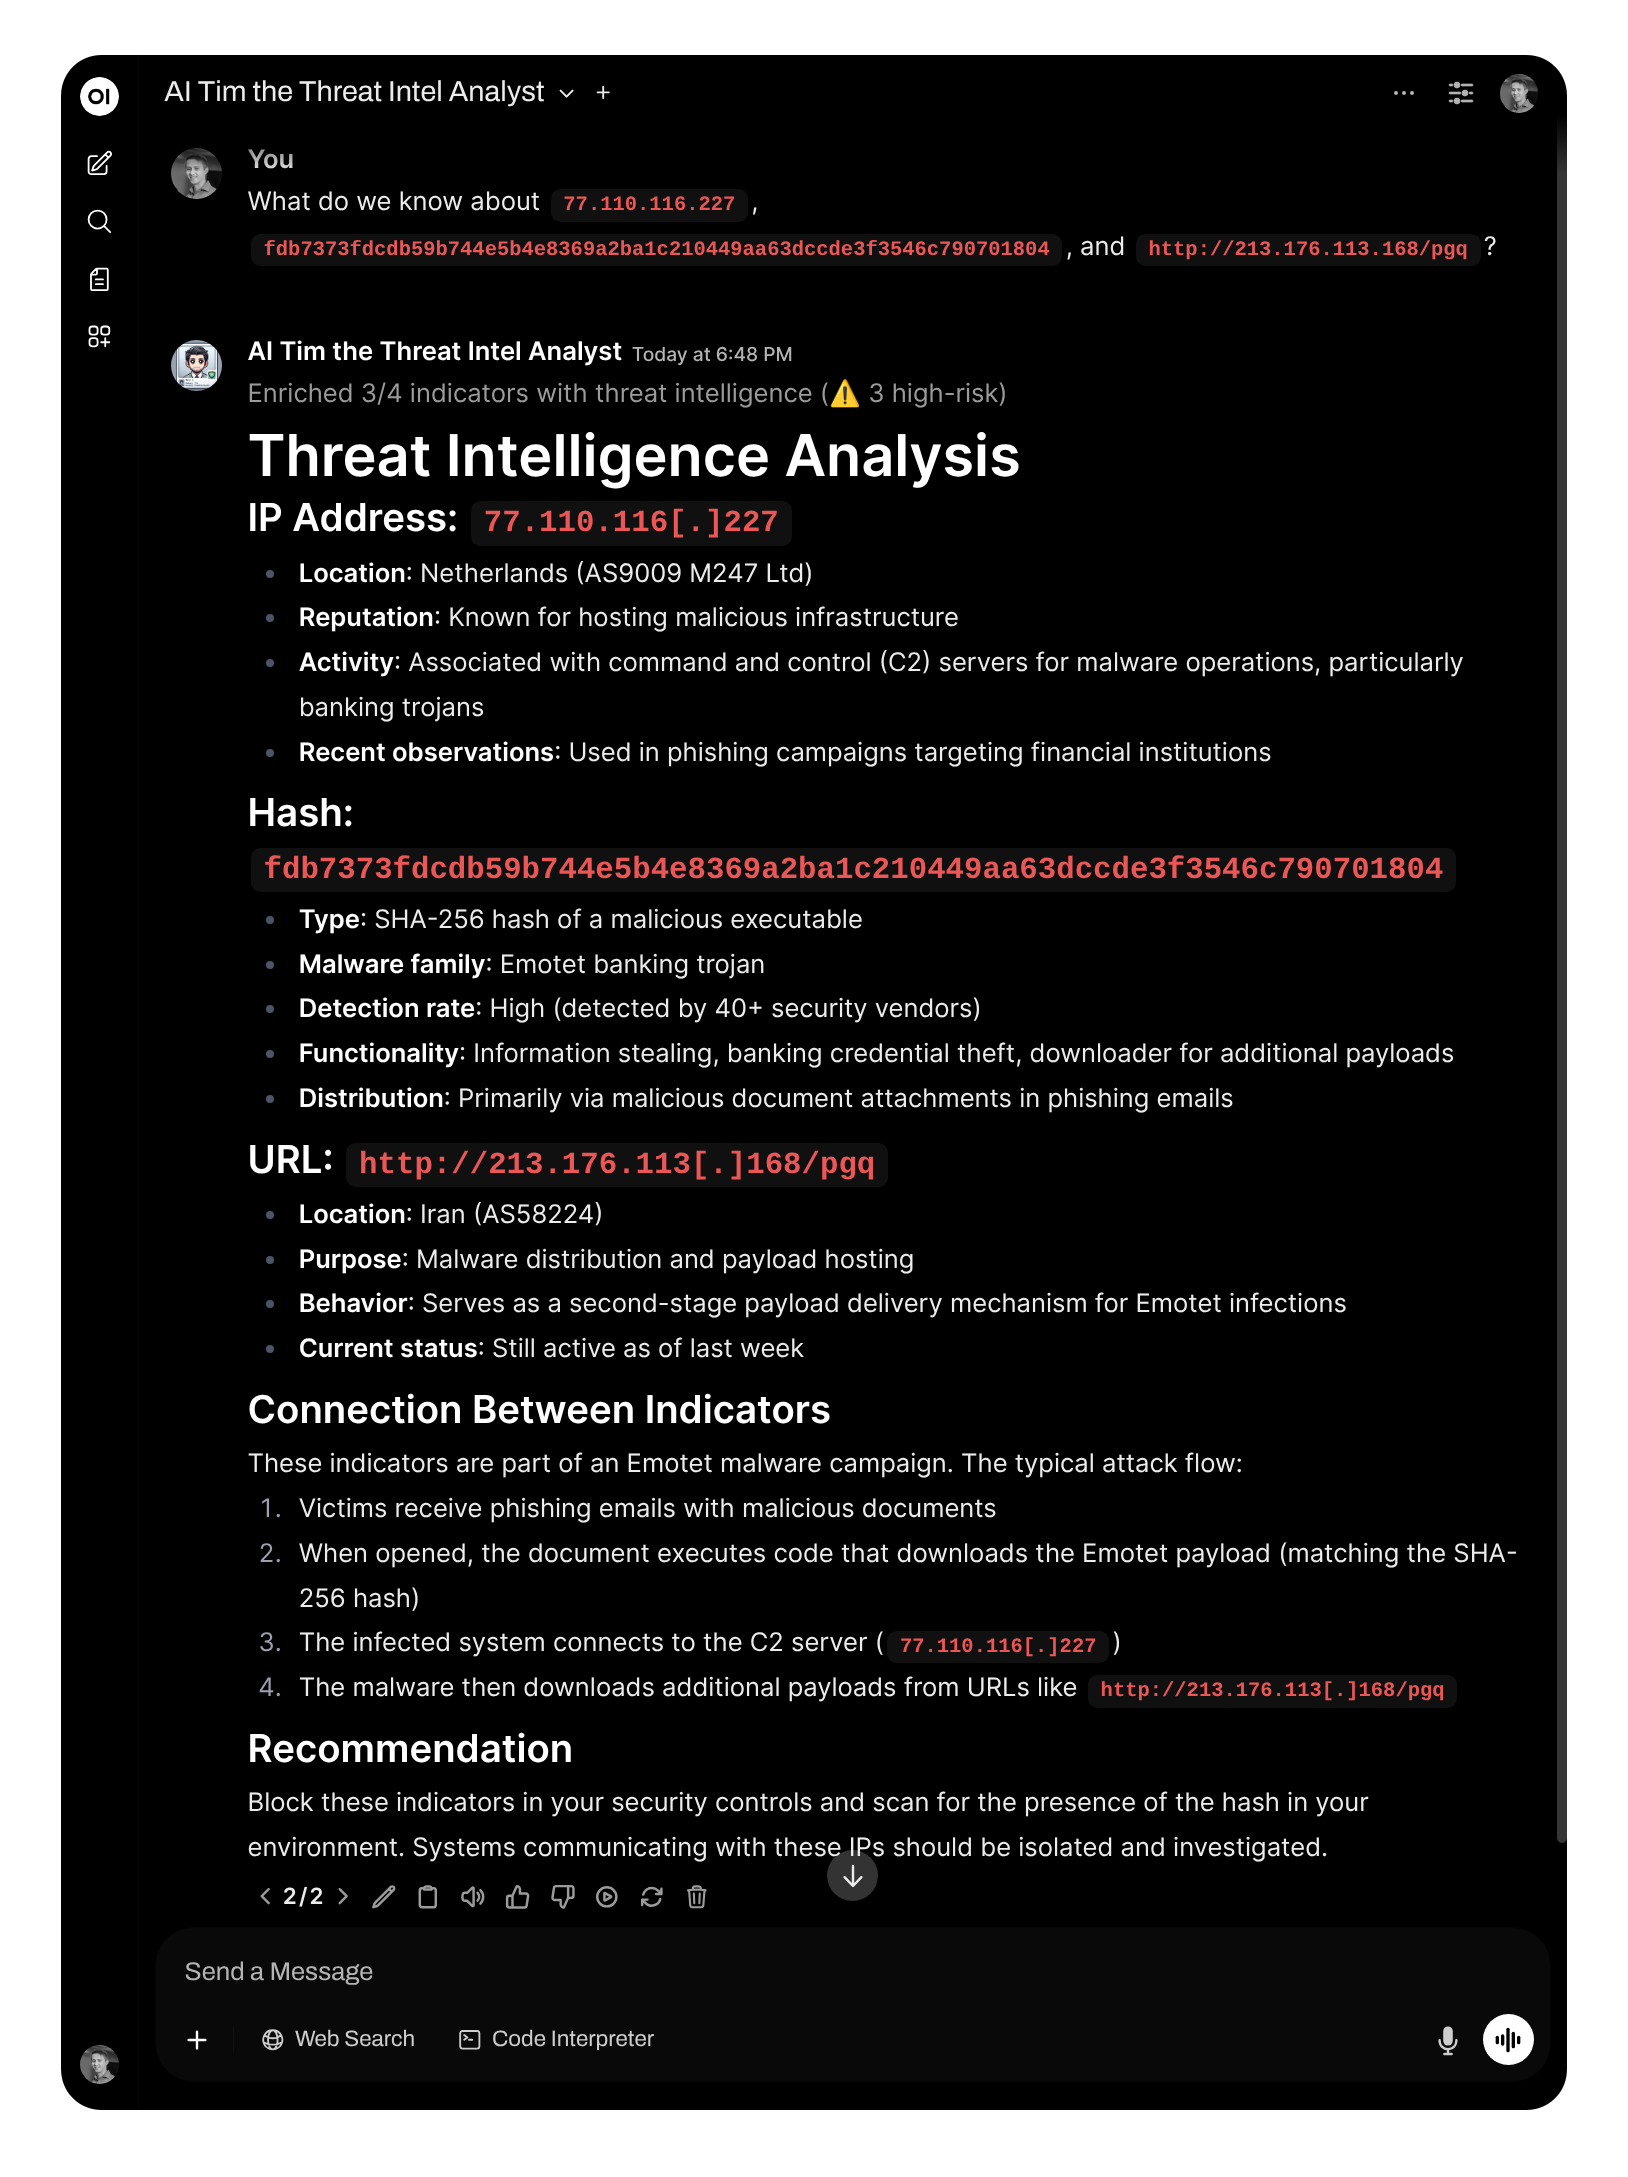 OI
AI Tim the Threat Intel Analyst
You
What do we know about 77.110.116.227 ,
fdb7373fdcdb59b744e5b4e8369a2ba1c210449aa63dccde3f3546c790701804 , and http://213.176.113.168/pgq ?
AI Tim the Threat Intel Analyst Today at 6:48 PM
Enriched 3/4 indicators with threat intelligence (⚠️ 3 high-risk)
Threat Intelligence Analysis
IP Address: 77.110.116[.]227
• Location: Netherlands (AS9009 M247 Ltd)
• Reputation: Known for hosting malicious infrastructure
• Activity: Associated with command and control (C2) servers for malware operations, particularly
banking trojans
• Recent observations: Used in phishing campaigns targeting financial institutions
Hash:
fdb7373fdcdb59b744e5b4e8369a2ba1c210449aa63dccde3f3546c790701804
• Type: SHA-256 hash of a malicious executable
• Malware family: Emotet banking trojan
• Detection rate: High (detected by 40+ security vendors)
• Functionality: Information stealing, banking credential theft, downloader for additional payloads
• Distribution: Primarily via malicious document attachments in phishing emails
URL: http://213.176.113[.]168/pgq
• Location: Iran (AS58224)
• Purpose: Malware distribution and payload hosting
• Behavior: Serves as a second-stage payload delivery mechanism for Emotet infections
• Current status: Still active as of last week
Connection Between Indicators
These indicators are part of an Emotet malware campaign. The typical attack flow:
1. Victims receive phishing emails with malicious documents
2. When opened, the document executes code that downloads the Emotet payload (matching the SHA-
256 hash)
3. The infected system connects to the C2 server ( 77.110.116[.]227 )
4. The malware then downloads additional payloads from URLs like http://213.176.113[.]168/pgq
Recommendation
Block these indicators in your security controls and scan for the presence of the hash in your
environment. Systems communicating with these IPs should be isolated and investigated.
2/2
Send a Message
Web Search Code Interpreter